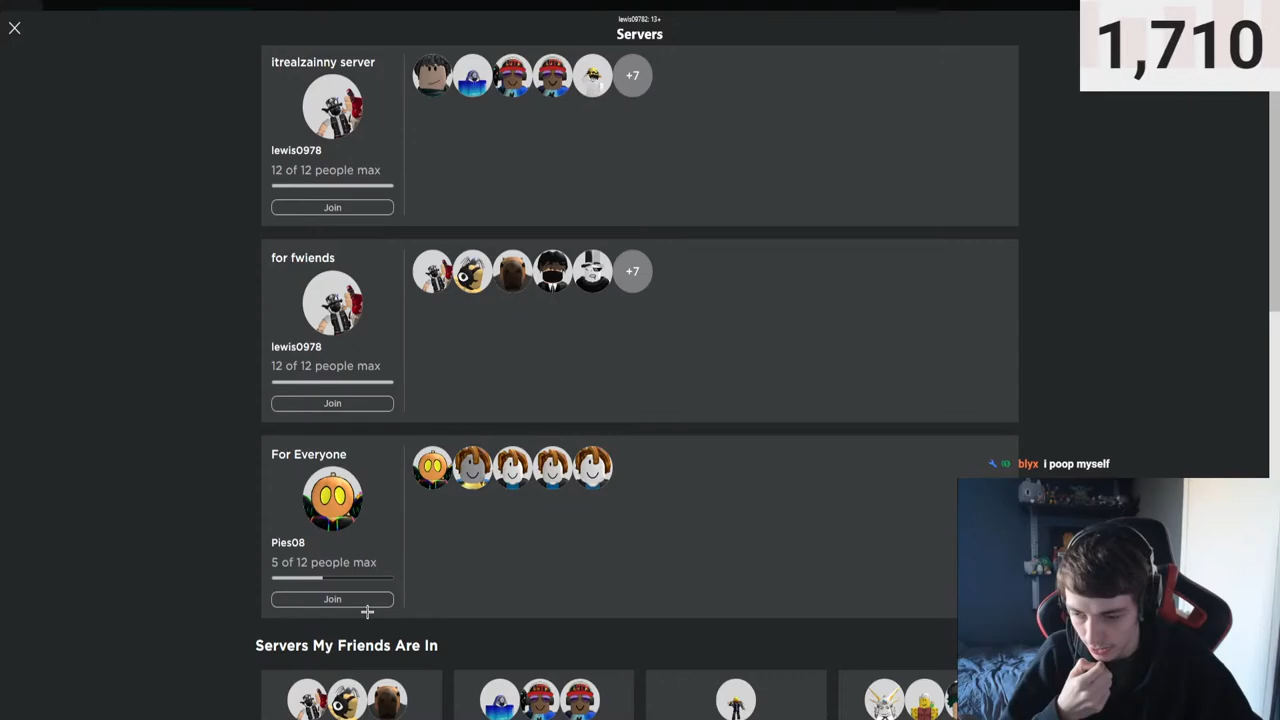 lewis09782: 13+
Servers
1,710
itrealzainny server
+7
lewis0978
12 of 12 people max
Join
for fwiends
+7
lewis0978
12 of 12 people max
Join
For Everyone
Pies08
5 of 12 people max
Join
blyx i poop myself
Servers My Friends Are In